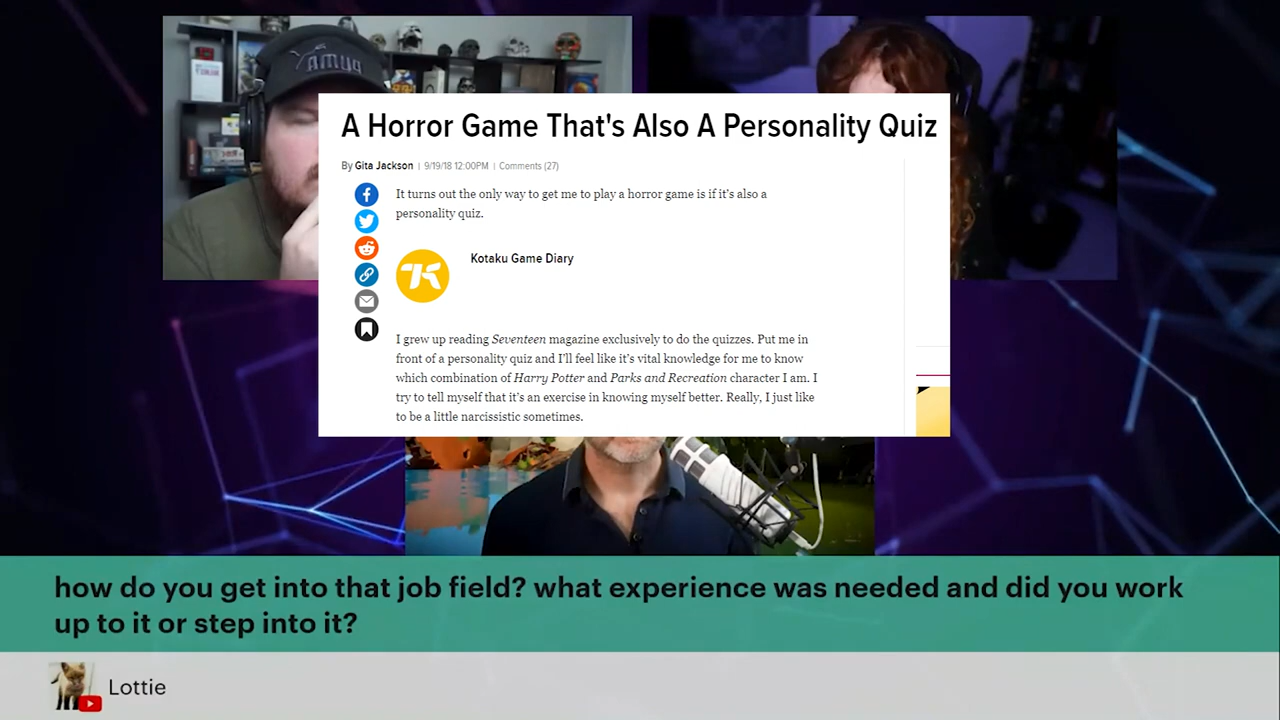 PUMA
A Horror Game That's Also A Personality Quiz
By Gita Jackson | 9/19/18 12:00PM | Comments (27)
It turns out the only way to get me to play a horror game is if it's also a
personality quiz.
Kotaku Game Diary
I grew up reading Seventeen magazine exclusively to do the quizzes. Put me in
front of a personality quiz and I'll feel like it's vital knowledge for me to know
which combination of Harry Potter and Parks and Recreation character I am. I
try to tell myself that it's an exercise in knowing myself better. Really, I just like
to be a little narcissistic sometimes.
how do you get into that job field? what experience was needed and did you work
up to it or step into it?
Lottie